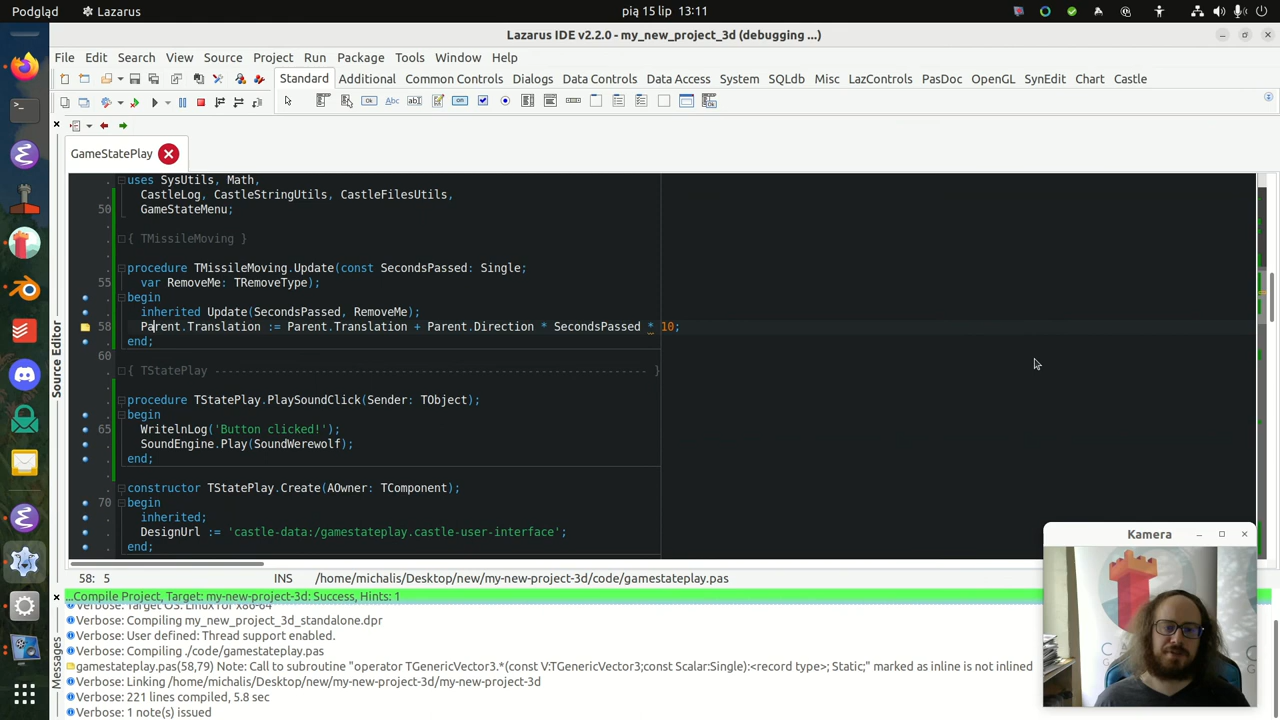 Podgląd
Lazarus
pią 15 lip 13:11
Lazarus IDE v2.2.0 - my_new_project_3d (debugging ...)
File Edit Search View Source Project Run Package Tools Window Help
Standard Additional Common Controls Dialogs Data Controls Data Access System SQLdb Misc LazControls PasDoc OpenGL SynEdit Chart Castle
GameStatePlay
uses SysUtils, Math,
CastleLog, CastleStringUtils, CastleFilesUtils,
50 GameStateMenu;
{ TMissileMoving }
procedure TMissileMoving.Update(const SecondsPassed: Single;
55 var RemoveMe: TRemoveType);
begin
inherited Update(SecondsPassed, RemoveMe);
58 Parent.Translation := Parent.Translation + Parent.Direction * SecondsPassed * 10;
end;
60
{ TStatePlay ---------------------------------------------------------------- }
procedure TStatePlay.PlaySoundClick(Sender: TObject);
begin
65 WritelnLog('Button clicked!');
SoundEngine.Play(SoundWerewolf);
end;
constructor TStatePlay.Create(AOwner: TComponent);
70 begin
inherited;
DesignUrl := 'castle-data:/gamestateplay.castle-user-interface';
end;
Source Editor
58: 5 INS /home/michalis/Desktop/new/my-new-project-3d/code/gamestateplay.pas
Kamera
...Compile Project, Target: my-new-project-3d: Success, Hints: 1
Verbose: Target OS: Linux for x86-64
Verbose: Compiling my_new_project_3d_standalone.dpr
Verbose: User defined: Thread support enabled.
Verbose: Compiling ./code/gamestateplay.pas
gamestateplay.pas(58,79) Note: Call to subroutine "operator TGenericVector3.*(const V:TGenericVector3;const Scalar:Single):<record type>; Static;" marked as inline is not inlined
Verbose: Linking /home/michalis/Desktop/new/my-new-project-3d/my-new-project-3d
Verbose: 221 lines compiled, 5.8 sec
Verbose: 1 note(s) issued
Messages